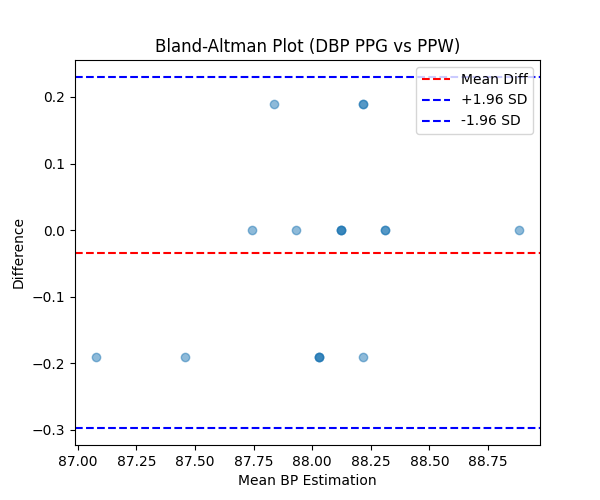 Bland-Altman Plot (DBP PPG vs PPW)
Mean Diff
+1.96 SD
-1.96 SD
Difference
0.2
0.1
0.0
−0.1
−0.2
−0.3
87.00 87.25 87.50 87.75 88.00 88.25 88.50 88.75
Mean BP Estimation